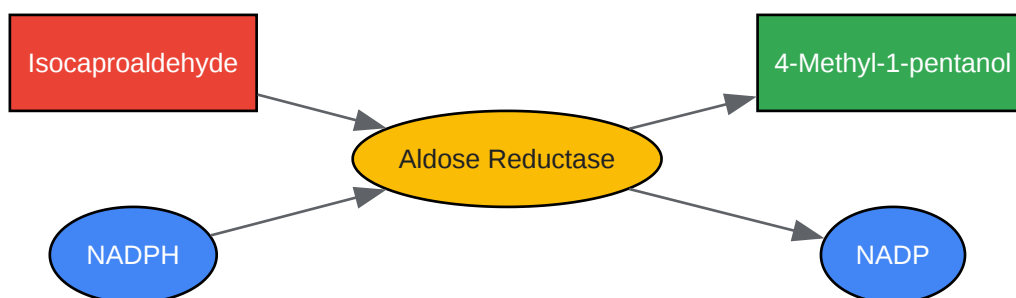 Isocaproaldehyde
4-Methyl-1-pentanol
Aldose Reductase
NADPH
NADP